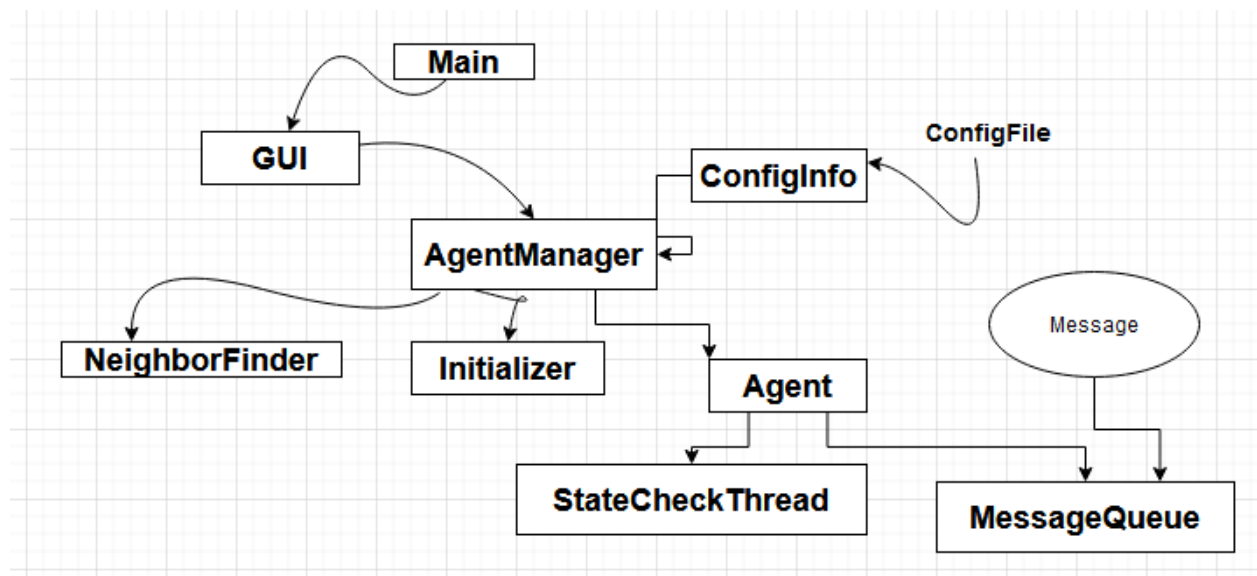 Main
ConfigFile
GUI
ConfigInfo
AgentManager
Message
NeighborFinder
Initializer
Agent
StateCheckThread
MessageQueue